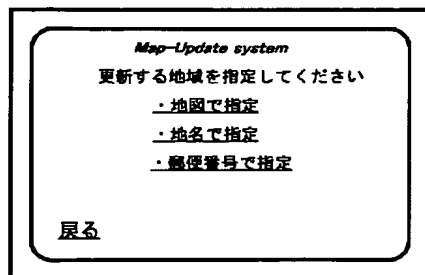 Map-Update system
更新する地域を指定してください
・地図で指定
・地名で指定
・郵便番号で指定
戻る